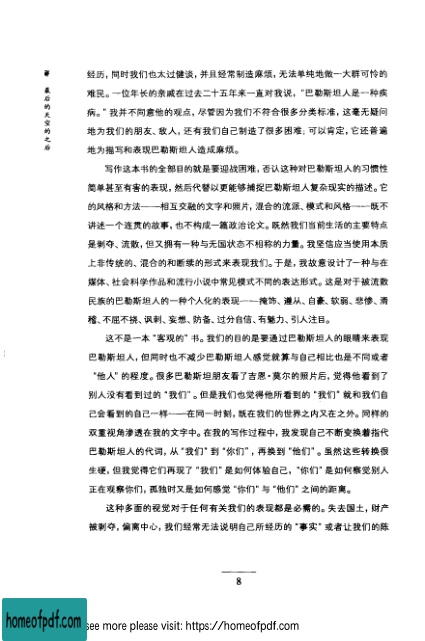 最后的天空之后
经历，同时我们也太过健谈，并且经常制造麻烦，无法单纯地做一大群可怜的
难民。一位年长的亲戚在过去二十五年来一直对我说，“巴勒斯坦人是一种疾
病。”我并不同意他的观点，尽管因为我们不符合很多分类标准，这毫无疑问
地为我们的朋友、敌人，还有我们自己制造了很多困难；可以肯定，它还普遍
地为描写和表现巴勒斯坦人造成麻烦。
写作这本书的全部目的就是要迎战困难，否认这种对巴勒斯坦人的习惯性
简单甚至有害的表现，然后代替以更能够捕捉巴勒斯坦人复杂现实的描述。它
的风格和方法——相互交融的文字和照片，混合的流派、模式和风格——既不
讲述一个连贯的故事，也不构成一篇政治论文。既然我们当前生活的主要特点
是剥夺、流散，但又拥有一种与无国状态不相称的力量。我坚信应当使用本质
上非传统的、混合的和断续的形式来表现我们。于是，我故意设计了一种与在
媒体、社会科学作品和流行小说中常见模式不同的表达形式。这是对于被流散
民族的巴勒斯坦人的一种个人化的表现——掩饰、遵从、自豪、软弱、悲惨、滑
稽、不屈不挠、讽刺、妄想、防备、过分自信、有魅力、引人注目。
这不是一本“客观的”书。我们的目的是要通过巴勒斯坦人的眼睛来表现
巴勒斯坦人，但同时也不减少巴勒斯坦人感觉就算与自己相比也是不同或者
“他人”的程度。很多巴勒斯坦朋友看了吉恩·莫尔的照片后，觉得他看到了
别人没有看到过的“我们”。但是我们也觉得他所看到的“我们”就和我们自
己会看到的自己一样——在同一时刻，既在我们的世界之内又在之外。同样的
双重视角渗透在我的文字中。在我的写作过程中，我发现自己不断变换着指代
巴勒斯坦人的代词，从“我们”到“你们”，再换到“他们”。虽然这些转换很
生硬，但我觉得它们再现了“我们”是如何体验自己，“你们”是如何察觉别人
正在观察你们，孤独时又是如何感觉“你们”与“他们”之间的距离。
这种多面的视觉对于任何有关我们的表现都是必需的。失去国土，财产
被剥夺，偏离中心，我们经常无法说明自己所经历的“事实”或者让我们的陈
8
homeofpdf.com
see more please visit: https://homeofpdf.com